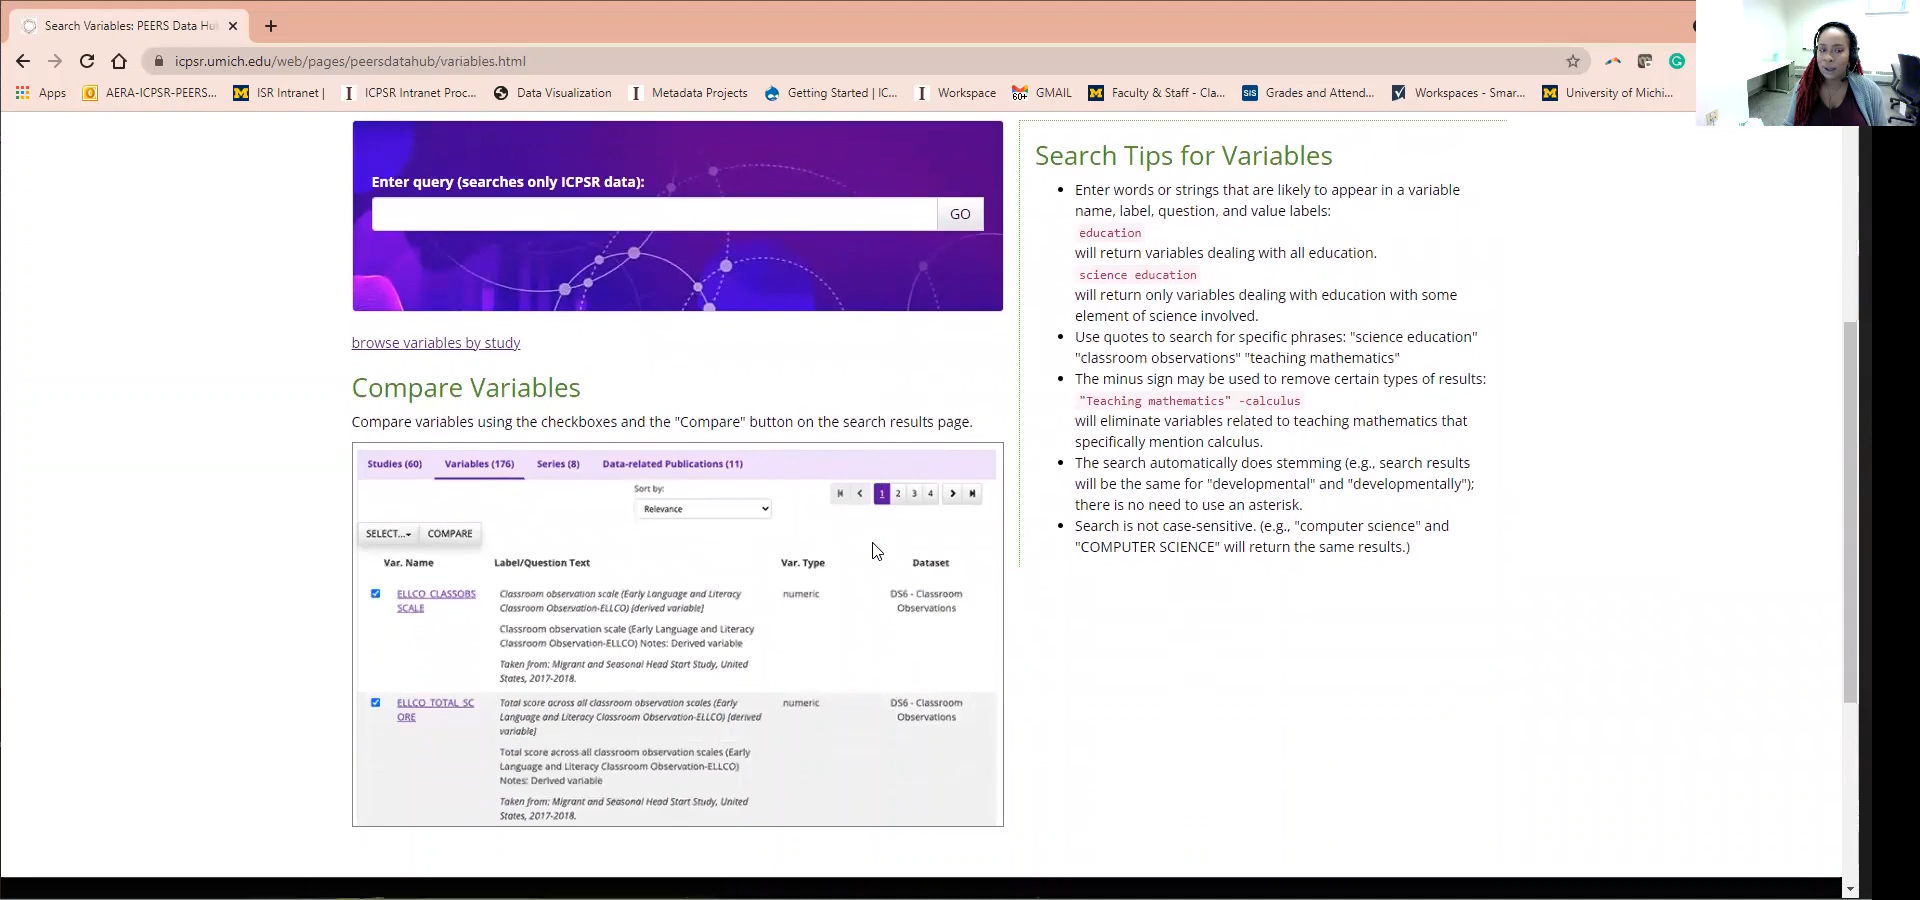 Search Variables: PEERS Data Hu
icpsr.umich.edu/web/pages/peersdatahub/variables.html
Apps
AERA-ICPSR-PEERS...
ISR Intranet |
ICPSR Intranet Proc...
Data Visualization
Metadata Projects
Getting Started | IC...
Workspace
60+
GMAIL
Faculty & Staff - Cla...
SIS
Grades and Attend...
Workspaces - Smar...
University of Michi...
Enter query (searches only ICPSR data):
GO
browse variables by study
Compare Variables
Compare variables using the checkboxes and the "Compare" button on the search results page.
Studies (60)
Variables (176)
Series (8)
Data-related Publications (11)
Sort by:
Relevance
1 2 3 4
SELECT...
COMPARE
Var. Name
Label/Question Text
Var. Type
Dataset
ELLCO_CLASSOBS
SCALE
Classroom observation scale (Early Language and Literacy
Classroom Observation-ELLCO) [derived variable]
Classroom observation scale (Early Language and Literacy
Classroom Observation-ELLCO) Notes: Derived variable
Taken from: Migrant and Seasonal Head Start Study, United
States, 2017-2018.
numeric
DS6 - Classroom
Observations
ELLCO_TOTAL_SC
ORE
Total score across all classroom observation scales (Early
Language and Literacy Classroom Observation-ELLCO) [derived
variable]
Total score across all classroom observation scales (Early
Language and Literacy Classroom Observation-ELLCO)
Notes: Derived variable
Taken from: Migrant and Seasonal Head Start Study, United
States, 2017-2018.
numeric
DS6 - Classroom
Observations
Search Tips for Variables
Enter words or strings that are likely to appear in a variable
name, label, question, and value labels:
education
will return variables dealing with all education.
science education
will return only variables dealing with education with some
element of science involved.
Use quotes to search for specific phrases: "science education"
"classroom observations" "teaching mathematics"
The minus sign may be used to remove certain types of results:
"Teaching mathematics" -calculus
will eliminate variables related to teaching mathematics that
specifically mention calculus.
The search automatically does stemming (e.g., search results
will be the same for "developmental" and "developmentally");
there is no need to use an asterisk.
Search is not case-sensitive. (e.g., "computer science" and
"COMPUTER SCIENCE" will return the same results.)